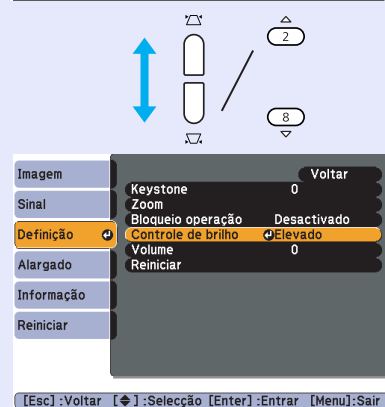 2
8
Imagem
Sinal
Definição
Alargado
Informação
Reiniciar
Voltar
Keystone 0
Zoom
Bloqueio operação Desactivado
Controle de brilho Elevado
Volume 0
Reiniciar
[Esc] :Voltar [◆] :Selecção [Enter] :Entrar [Menu]:Sair